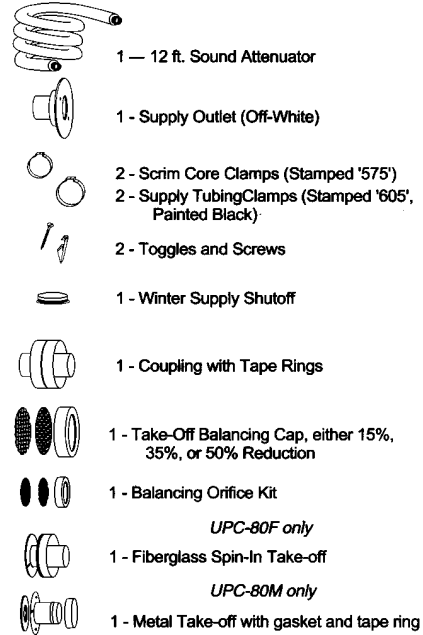 1 — 12 ft. Sound Attenuator
1 - Supply Outlet (Off-White)
2 - Scrim Core Clamps (Stamped '575')
2 - Supply TubingClamps (Stamped '605',
Painted Black)
2 - Toggles and Screws
1 - Winter Supply Shutoff
1 - Coupling with Tape Rings
1 - Take-Off Balancing Cap, either 15%,
35%, or 50% Reduction
1 - Balancing Orifice Kit
UPC-80F only
1 - Fiberglass Spin-In Take-off
UPC-80M only
1 - Metal Take-off with gasket and tape ring